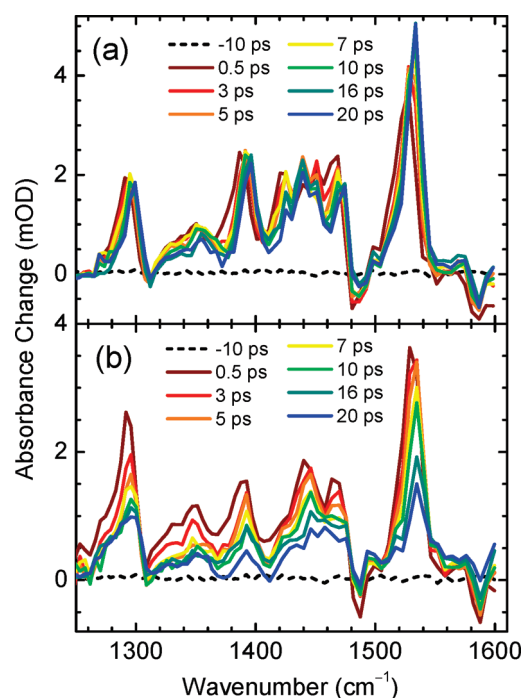 (a)
-10 ps
0.5 ps
3 ps
5 ps
7 ps
10 ps
16 ps
20 ps
4
2
0
Absorbance Change (mOD)
(b)
-10 ps
0.5 ps
3 ps
5 ps
7 ps
10 ps
16 ps
20 ps
4
2
0
1300 1400 1500 1600
Wavenumber (cm⁻¹)